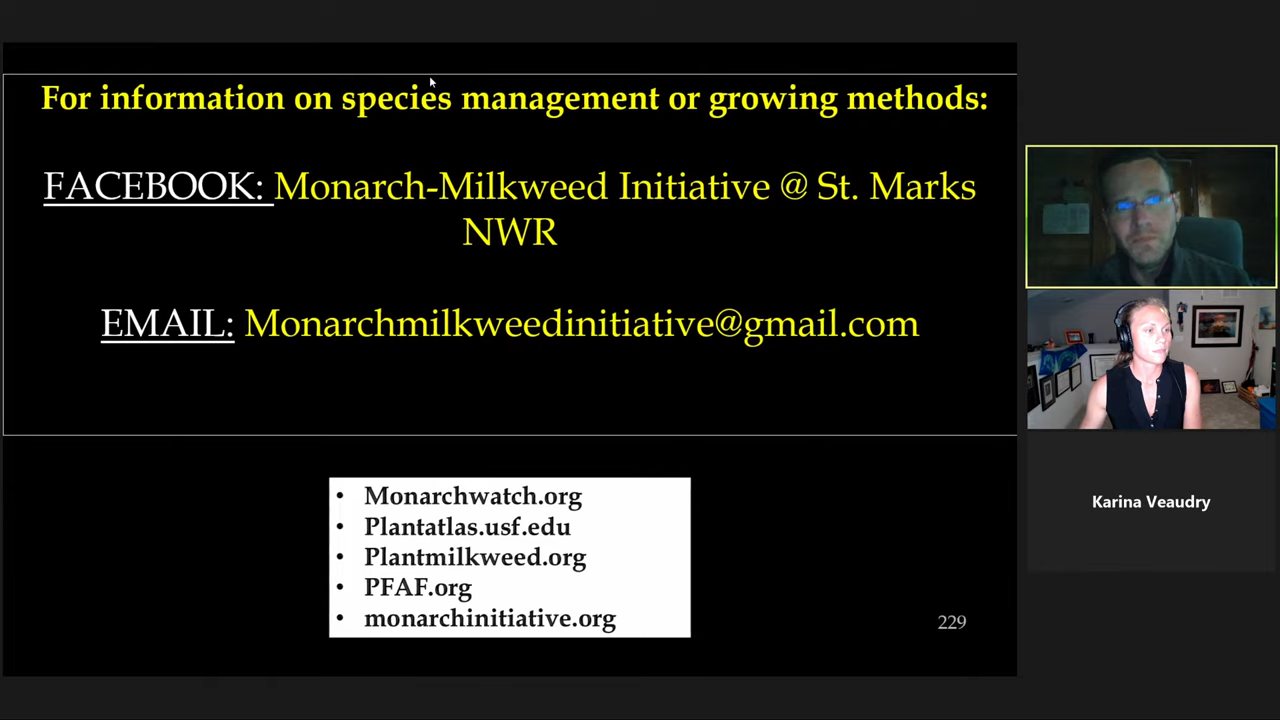 For information on species management or growing methods:
FACEBOOK: Monarch-Milkweed Initiative @ St. Marks
NWR
EMAIL: Monarchmilkweedinitiative@gmail.com
• Monarchwatch.org
• Plantatlas.usf.edu
• Plantmilkweed.org
• PFAF.org
• monarchinitiative.org
229
Karina Veaudry